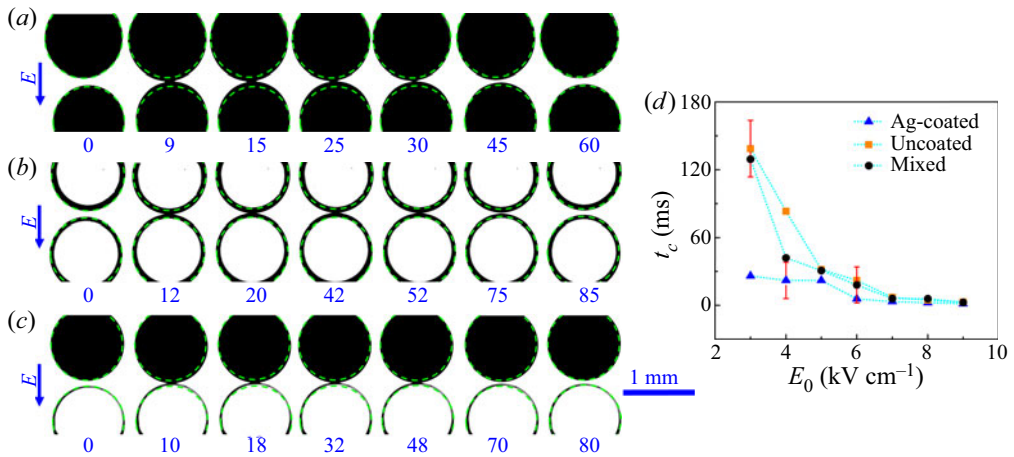 (a)
E
0 9 15 25 30 45 60
(b)
E
0 12 20 42 52 75 85
(c)
E
0 10 18 32 48 70 80
1 mm
(d)
180
120
60
0
t_c (ms)
Ag-coated
Uncoated
Mixed
2 4 6 8 10
E₀ (kV cm⁻¹)